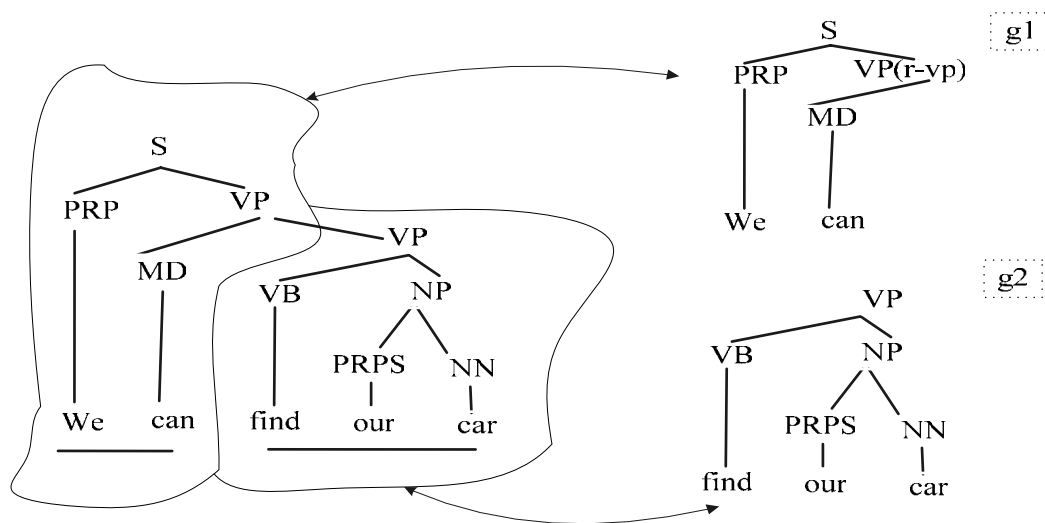 S
g1
PRP VP(r-vp)
MD
We can
S
PRP VP
VP
MD
VB NP
PRPS NN
We can find our car
g2
VP
VB NP
PRPS NN
find our car